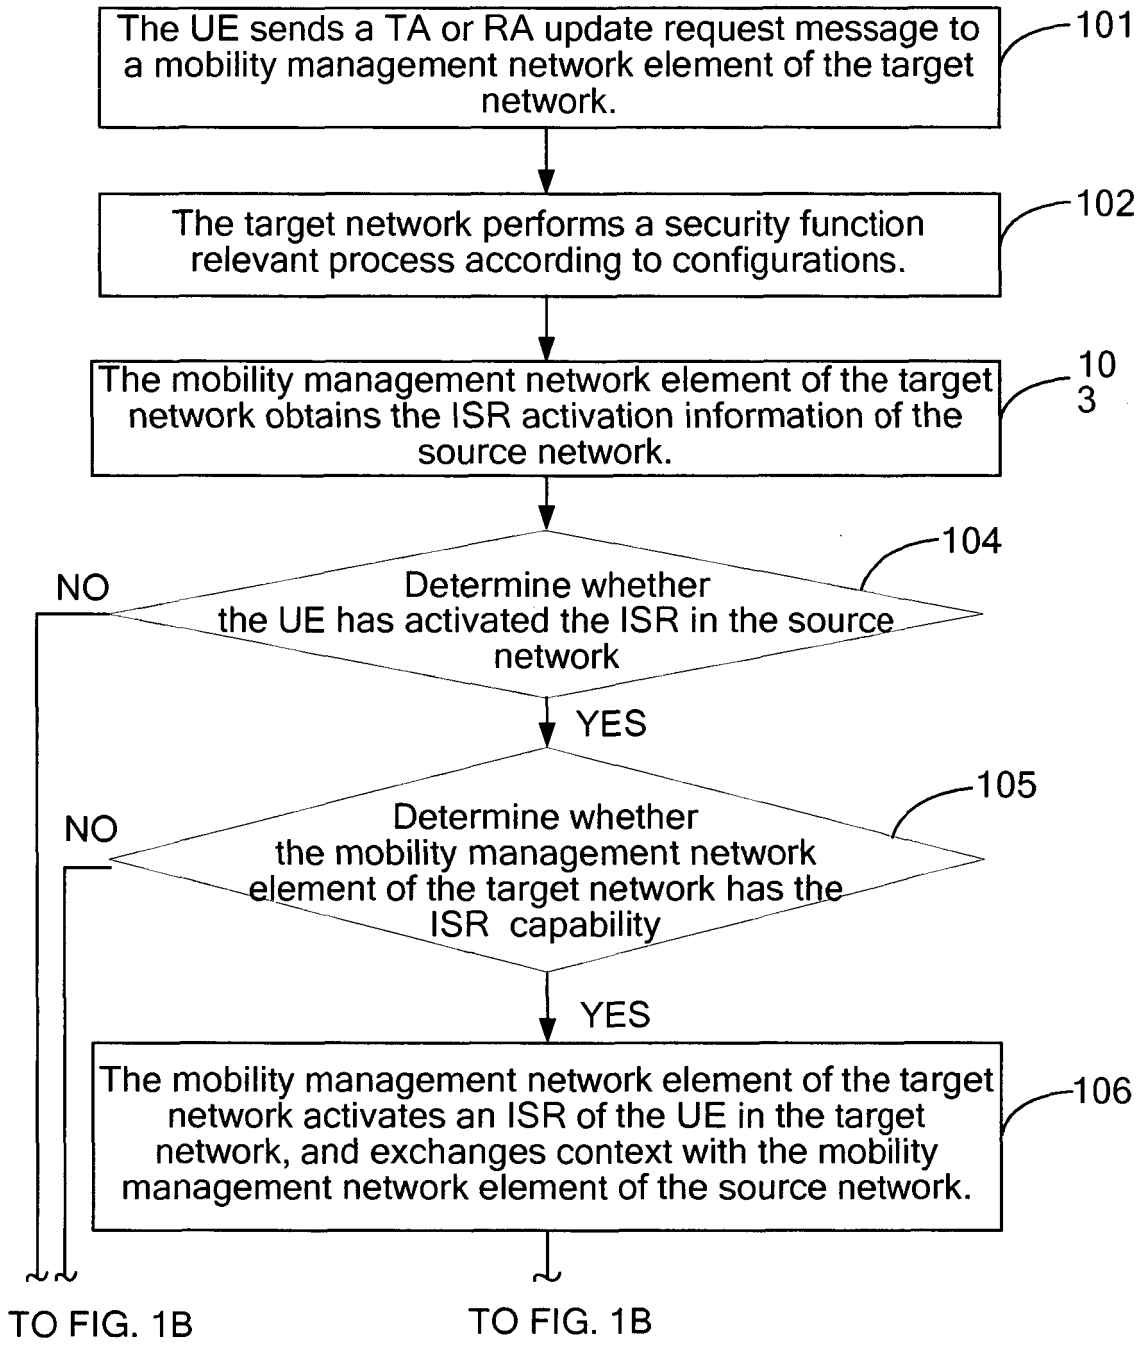 The UE sends a TA or RA update request message to
a mobility management network element of the target
network.
101
The target network performs a security function
relevant process according to configurations.
102
The mobility management network element of the target
network obtains the ISR activation information of the
source network.
10
3
104
NO
Determine whether
the UE has activated the ISR in the source
network
YES
105
NO
Determine whether
the mobility management network
element of the target network has the
ISR capability
YES
The mobility management network element of the target
network activates an ISR of the UE in the target
network, and exchanges context with the mobility
management network element of the source network.
106
TO FIG. 1B
TO FIG. 1B